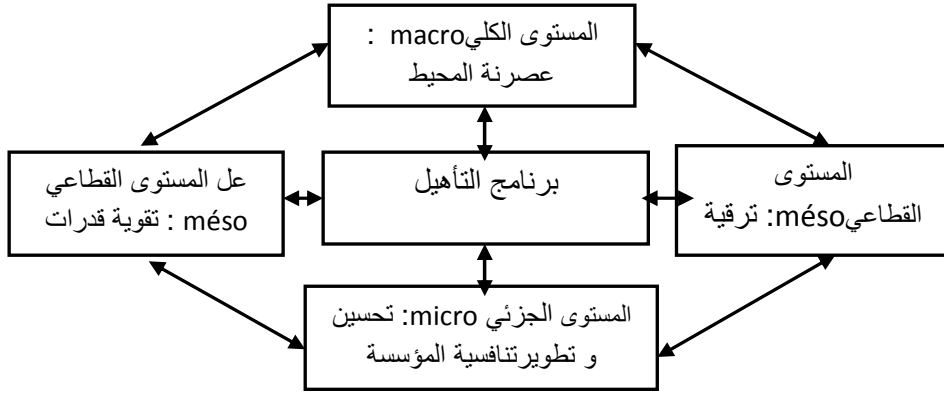 المستوى الكليmacro :
عصرنة المحيط
المستوى
القطاعيméso: ترقية
برنامج التأهيل
عل المستوى القطاعي
méso : تقوية قدرات
المستوى الجزئي micro: تحسين
و تطويرتنافسية المؤسسة